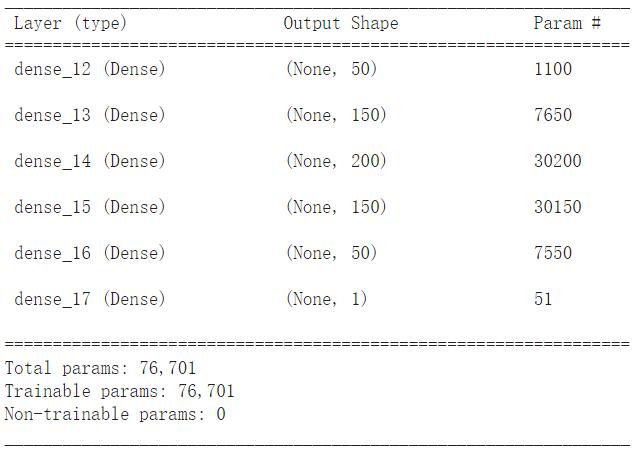 Layer (type) Output Shape Param #
=================================================================
dense_12 (Dense) (None, 50) 1100
dense_13 (Dense) (None, 150) 7650
dense_14 (Dense) (None, 200) 30200
dense_15 (Dense) (None, 150) 30150
dense_16 (Dense) (None, 50) 7550
dense_17 (Dense) (None, 1) 51
=================================================================
Total params: 76,701
Trainable params: 76,701
Non-trainable params: 0